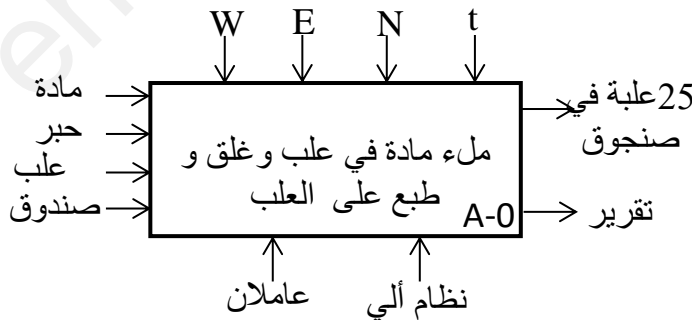 W E N t
مادة
حبر
علب
صندوق
ملء مادة في علب وغلق و
طبع على العلب
A-0
25علبة في
صنجوق
تقرير
عاملان
نظام ألي